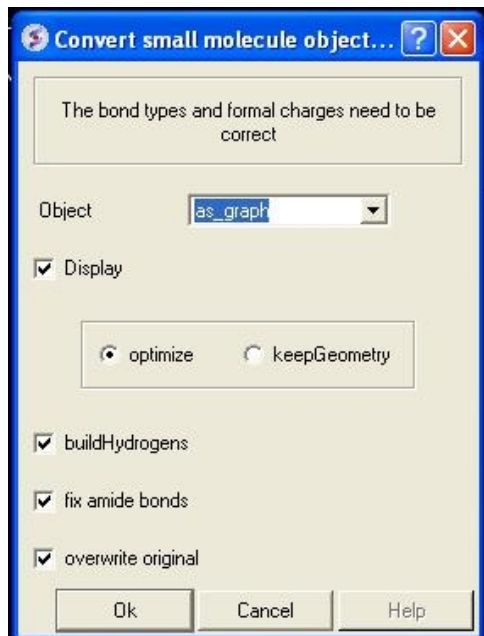 Convert small molecule object...
The bond types and formal charges need to be
correct
Object as_graph
Display
optimize keepGeometry
buildHydrogens
fix amide bonds
overwrite original
Ok Cancel Help